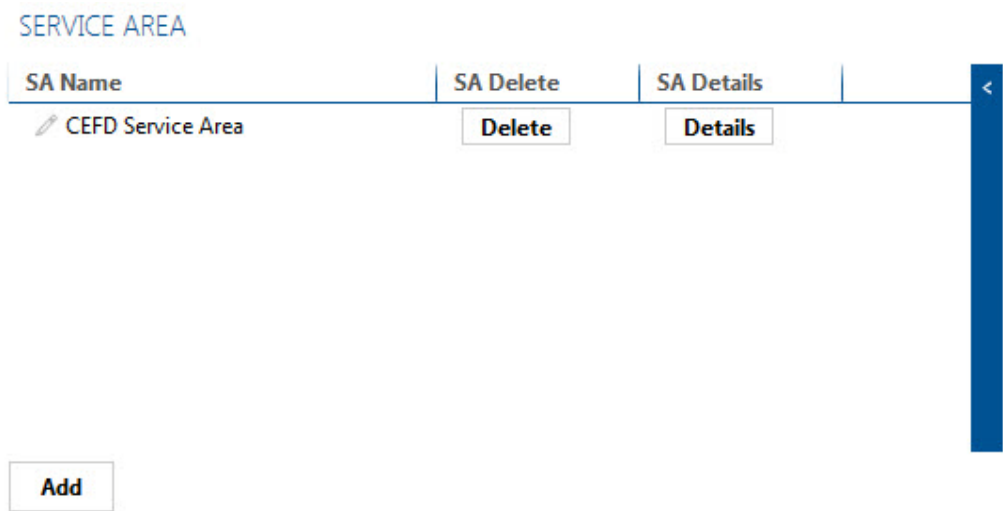 SERVICE AREA
SA Name SA Delete SA Details
<
CEFD Service Area Delete Details
Add